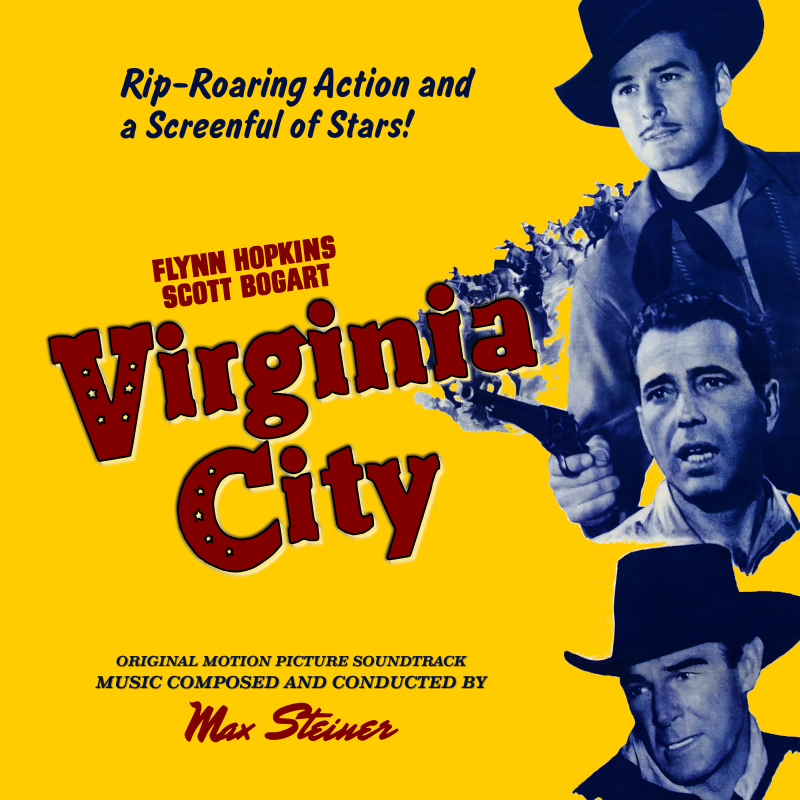 Rip-Roaring Action and
a Screenful of Stars!
FLYNN HOPKINS
SCOTT BOGART
Virginia
City
ORIGINAL MOTION PICTURE SOUNDTRACK
MUSIC COMPOSED AND CONDUCTED BY
Max Steiner